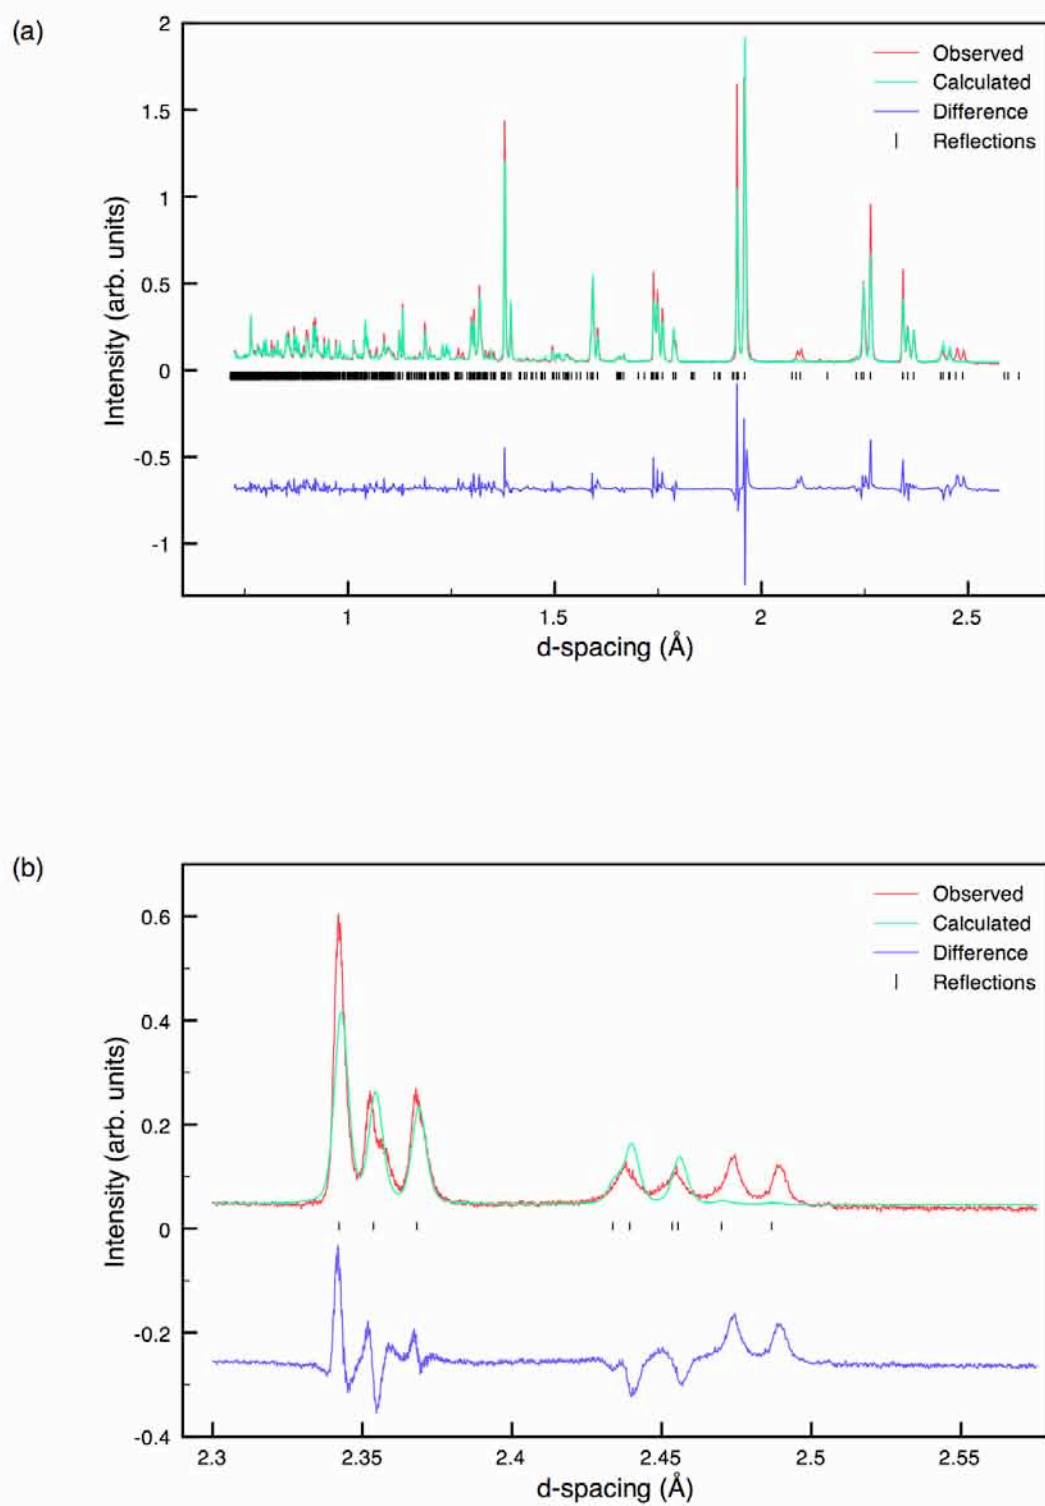 (a)
2
1.5
1
0.5
0
-0.5
-1
Intensity (arb. units)
Observed
Calculated
Difference
Reflections
1 1.5 2 2.5
d-spacing (Å)
(b)
0.6
0.4
0.2
0
-0.2
-0.4
Intensity (arb. units)
Observed
Calculated
Difference
Reflections
2.3 2.35 2.4 2.45 2.5 2.55
d-spacing (Å)